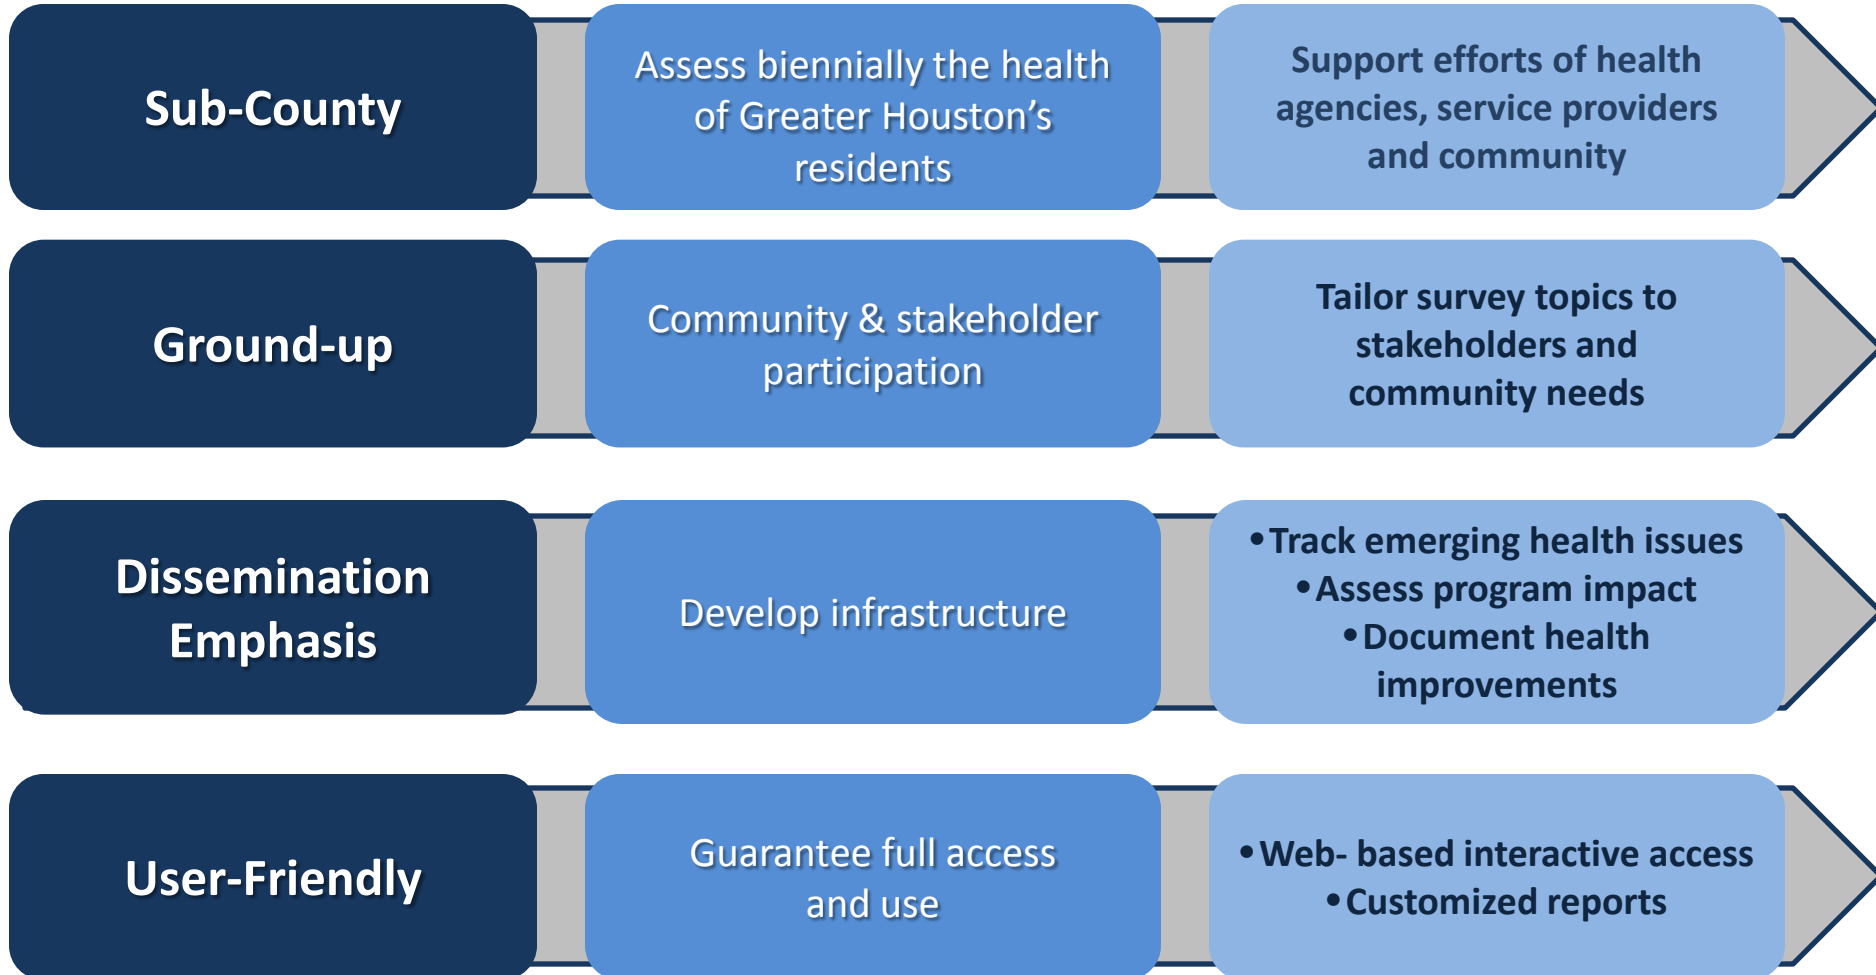 Sub-County
Assess biennially the health
of Greater Houston’s
residents
Support efforts of health
agencies, service providers
and community
Ground-up
Community & stakeholder
participation
Tailor survey topics to
stakeholders and
community needs
Dissemination
Emphasis
Develop infrastructure
•Track emerging health issues
•Assess program impact
•Document health
improvements
User-Friendly
Guarantee full access
and use
•Web- based interactive access
•Customized reports